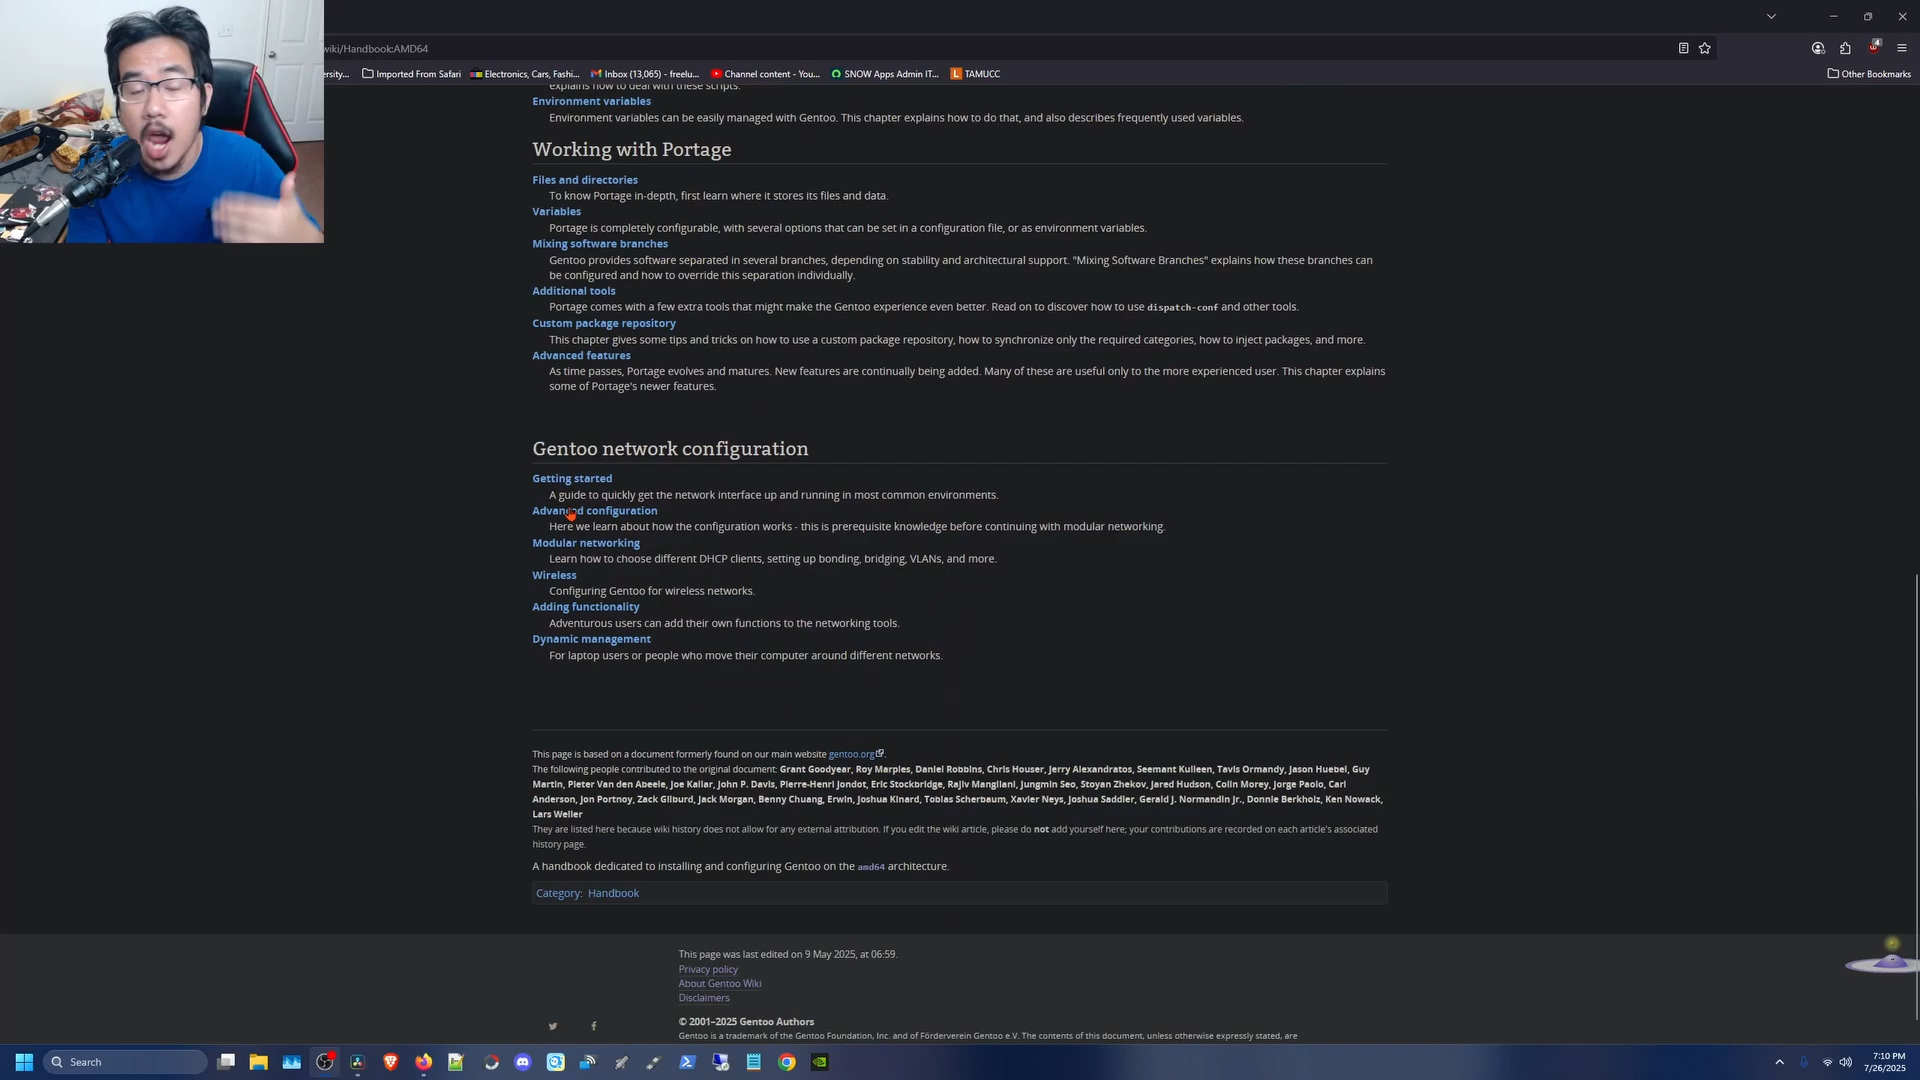 wiki/Handbook:AMD64
4
ersity...
Imported From Safari
Electronics, Cars, Fashi...
Inbox (13,065) - freelu...
Channel content - You...
SNOW Apps Admin IT...
TAMUCC
Other Bookmarks
explains how to deal with these scripts.
Environment variables
Environment variables can be easily managed with Gentoo. This chapter explains how to do that, and also describes frequently used variables.
Working with Portage
Files and directories
To know Portage in-depth, first learn where it stores its files and data.
Variables
Portage is completely configurable, with several options that can be set in a configuration file, or as environment variables.
Mixing software branches
Gentoo provides software separated in several branches, depending on stability and architectural support. "Mixing Software Branches" explains how these branches can
be configured and how to override this separation individually.
Additional tools
Portage comes with a few extra tools that might make the Gentoo experience even better. Read on to discover how to use dispatch-conf and other tools.
Custom package repository
This chapter gives some tips and tricks on how to use a custom package repository, how to synchronize only the required categories, how to inject packages, and more.
Advanced features
As time passes, Portage evolves and matures. New features are continually being added. Many of these are useful only to the more experienced user. This chapter explains
some of Portage's newer features.
Gentoo network configuration
Getting started
A guide to quickly get the network interface up and running in most common environments.
Advanced configuration
Here we learn about how the configuration works - this is prerequisite knowledge before continuing with modular networking.
Modular networking
Learn how to choose different DHCP clients, setting up bonding, bridging, VLANs, and more.
Wireless
Configuring Gentoo for wireless networks.
Adding functionality
Adventurous users can add their own functions to the networking tools.
Dynamic management
For laptop users or people who move their computer around different networks.
This page is based on a document formerly found on our main website gentoo.org.
The following people contributed to the original document: Grant Goodyear, Roy Marples, Daniel Robbins, Chris Houser, Jerry Alexandratos, Seemant Kulleen, Tavis Ormandy, Jason Huebel, Guy
Martin, Pieter Van den Abeele, Joe Kallar, John P. Davis, Pierre-Henri Jondot, Eric Stockbridge, Rajiv Manglani, Jungmin Seo, Stoyan Zhekov, Jared Hudson, Colin Morey, Jorge Paolo, Carl
Anderson, Jon Portnoy, Zack Gilburd, Jack Morgan, Benny Chuang, Erwin, Joshua Kinard, Tobias Scherbaum, Xavier Neys, Joshua Saddler, Gerald J. Normandin Jr., Donnie Berkholz, Ken Nowack,
Lars Weiler
They are listed here because wiki history does not allow for any external attribution. If you edit the wiki article, please do not add yourself here; your contributions are recorded on each article's associated
history page.
A handbook dedicated to installing and configuring Gentoo on the amd64 architecture.
Category: Handbook
This page was last edited on 9 May 2025, at 06:59.
Privacy policy
About Gentoo Wiki
Disclaimers
© 2001–2025 Gentoo Authors
Gentoo is a trademark of the Gentoo Foundation, Inc. and of Förderverein Gentoo e.V. The contents of this document, unless otherwise expressly stated, are
Search
7:10 PM
7/26/2025